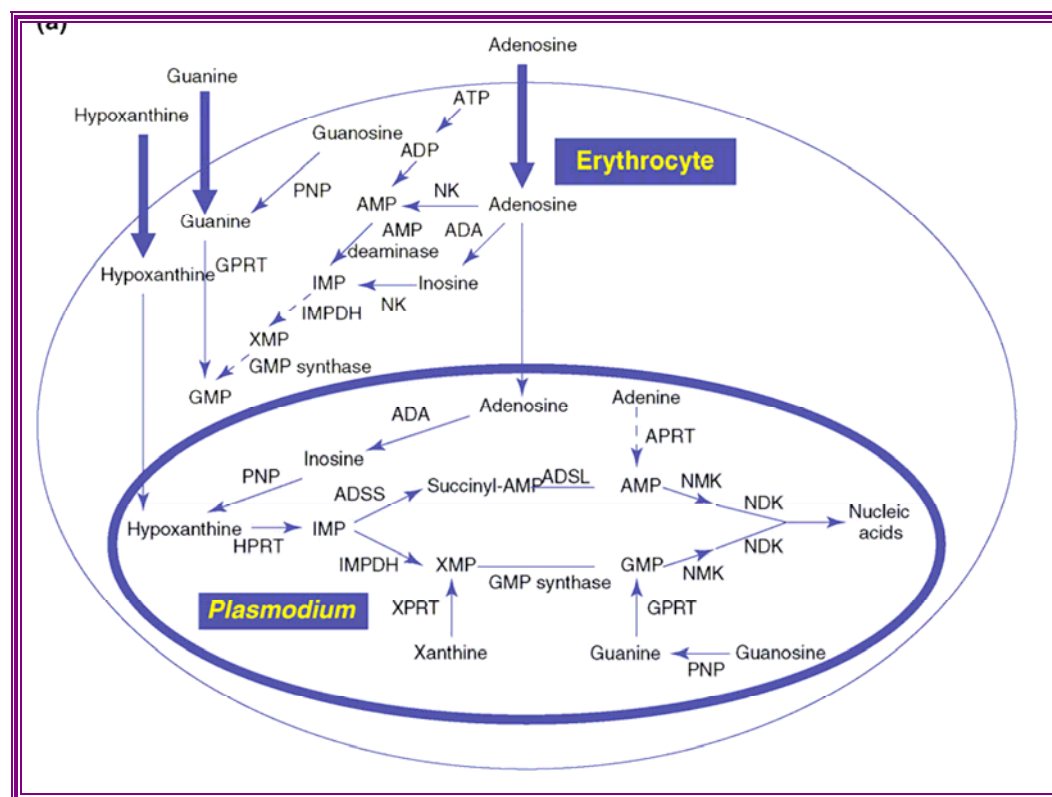 (a)
Adenosine
Guanine
Hypoxanthine
ATP
Guanosine
ADP
Erythrocyte
PNP
AMP
NK
Adenosine
Guanine
AMP
deaminase
ADA
Hypoxanthine
GPRT
IMP
Inosine
NK
IMPDH
XMP
GMP synthase
GMP
Adenosine
Adenine
ADA
APRT
Inosine
PNP
ADSS
Succinyl-AMP
ADSL
AMP
NMK
NDK
Nucleic
acids
Hypoxanthine
HPRT
IMP
NDK
IMPDH
XMP
GMP synthase
GMP
NMK
Plasmodium
XPRT
GPRT
Xanthine
Guanine
PNP
Guanosine